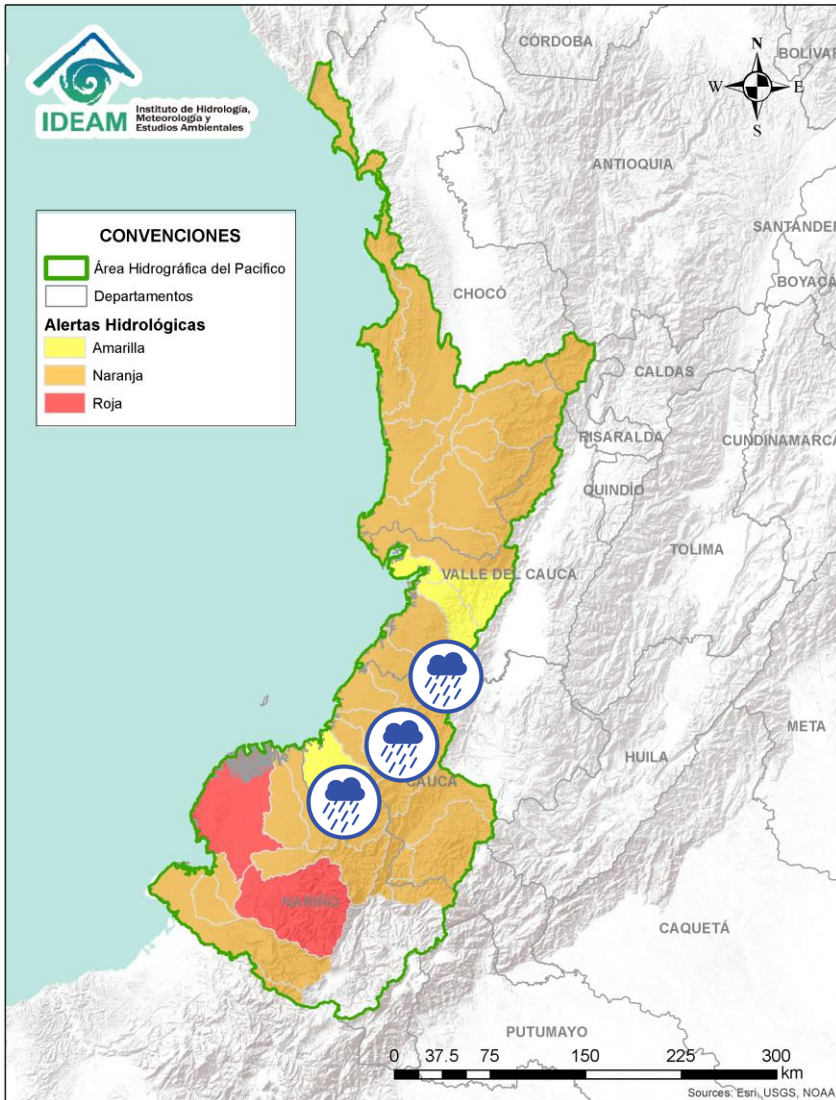 IDEAM
Instituto de Hidrología,
Meteorología y
Estudios Ambientales
CÓRDOBA
BOLÍVAR
N
W
E
S
ANTIOQUIA
CONVENCIONES
Área Hidrográfica del Pacifico
Departamentos
Alertas Hidrológicas
Amarilla
Naranja
Roja
SANTANDER
BOYACÁ
CHOCÓ
CALDAS
RISARALDA
CUNDINAMARCA
QUINDÍO
TOLIMA
VALLE DEL CAUCA
META
HUILA
CAUCA
NARIÑO
CAQUETÁ
PUTUMAYO
0 37.5 75 150 225 300
km
Sources: Esri, USGS, NOAA